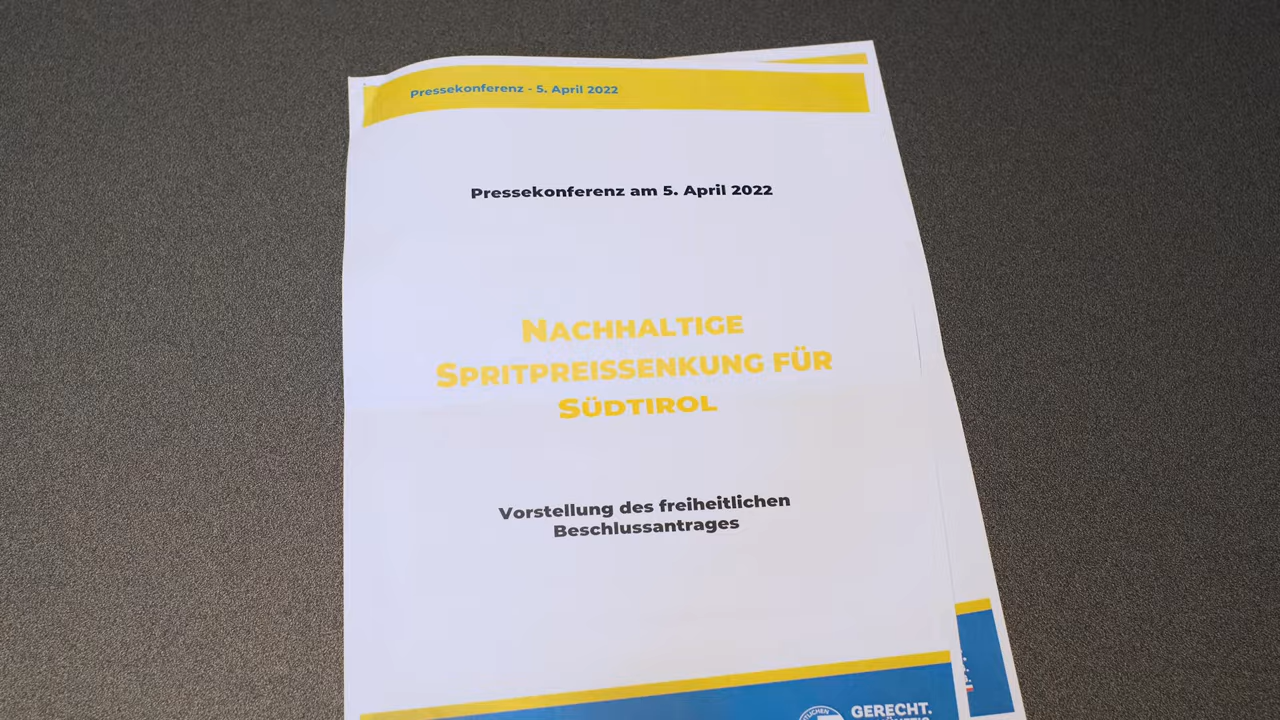 Pressekonferenz - 5. April 2022
Pressekonferenz am 5. April 2022
NACHHALTIGE
SPRITPREISSENKUNG FÜR
SÜDTIROL
Vorstellung des freiheitlichen
Beschlussantrages
GERECHT.